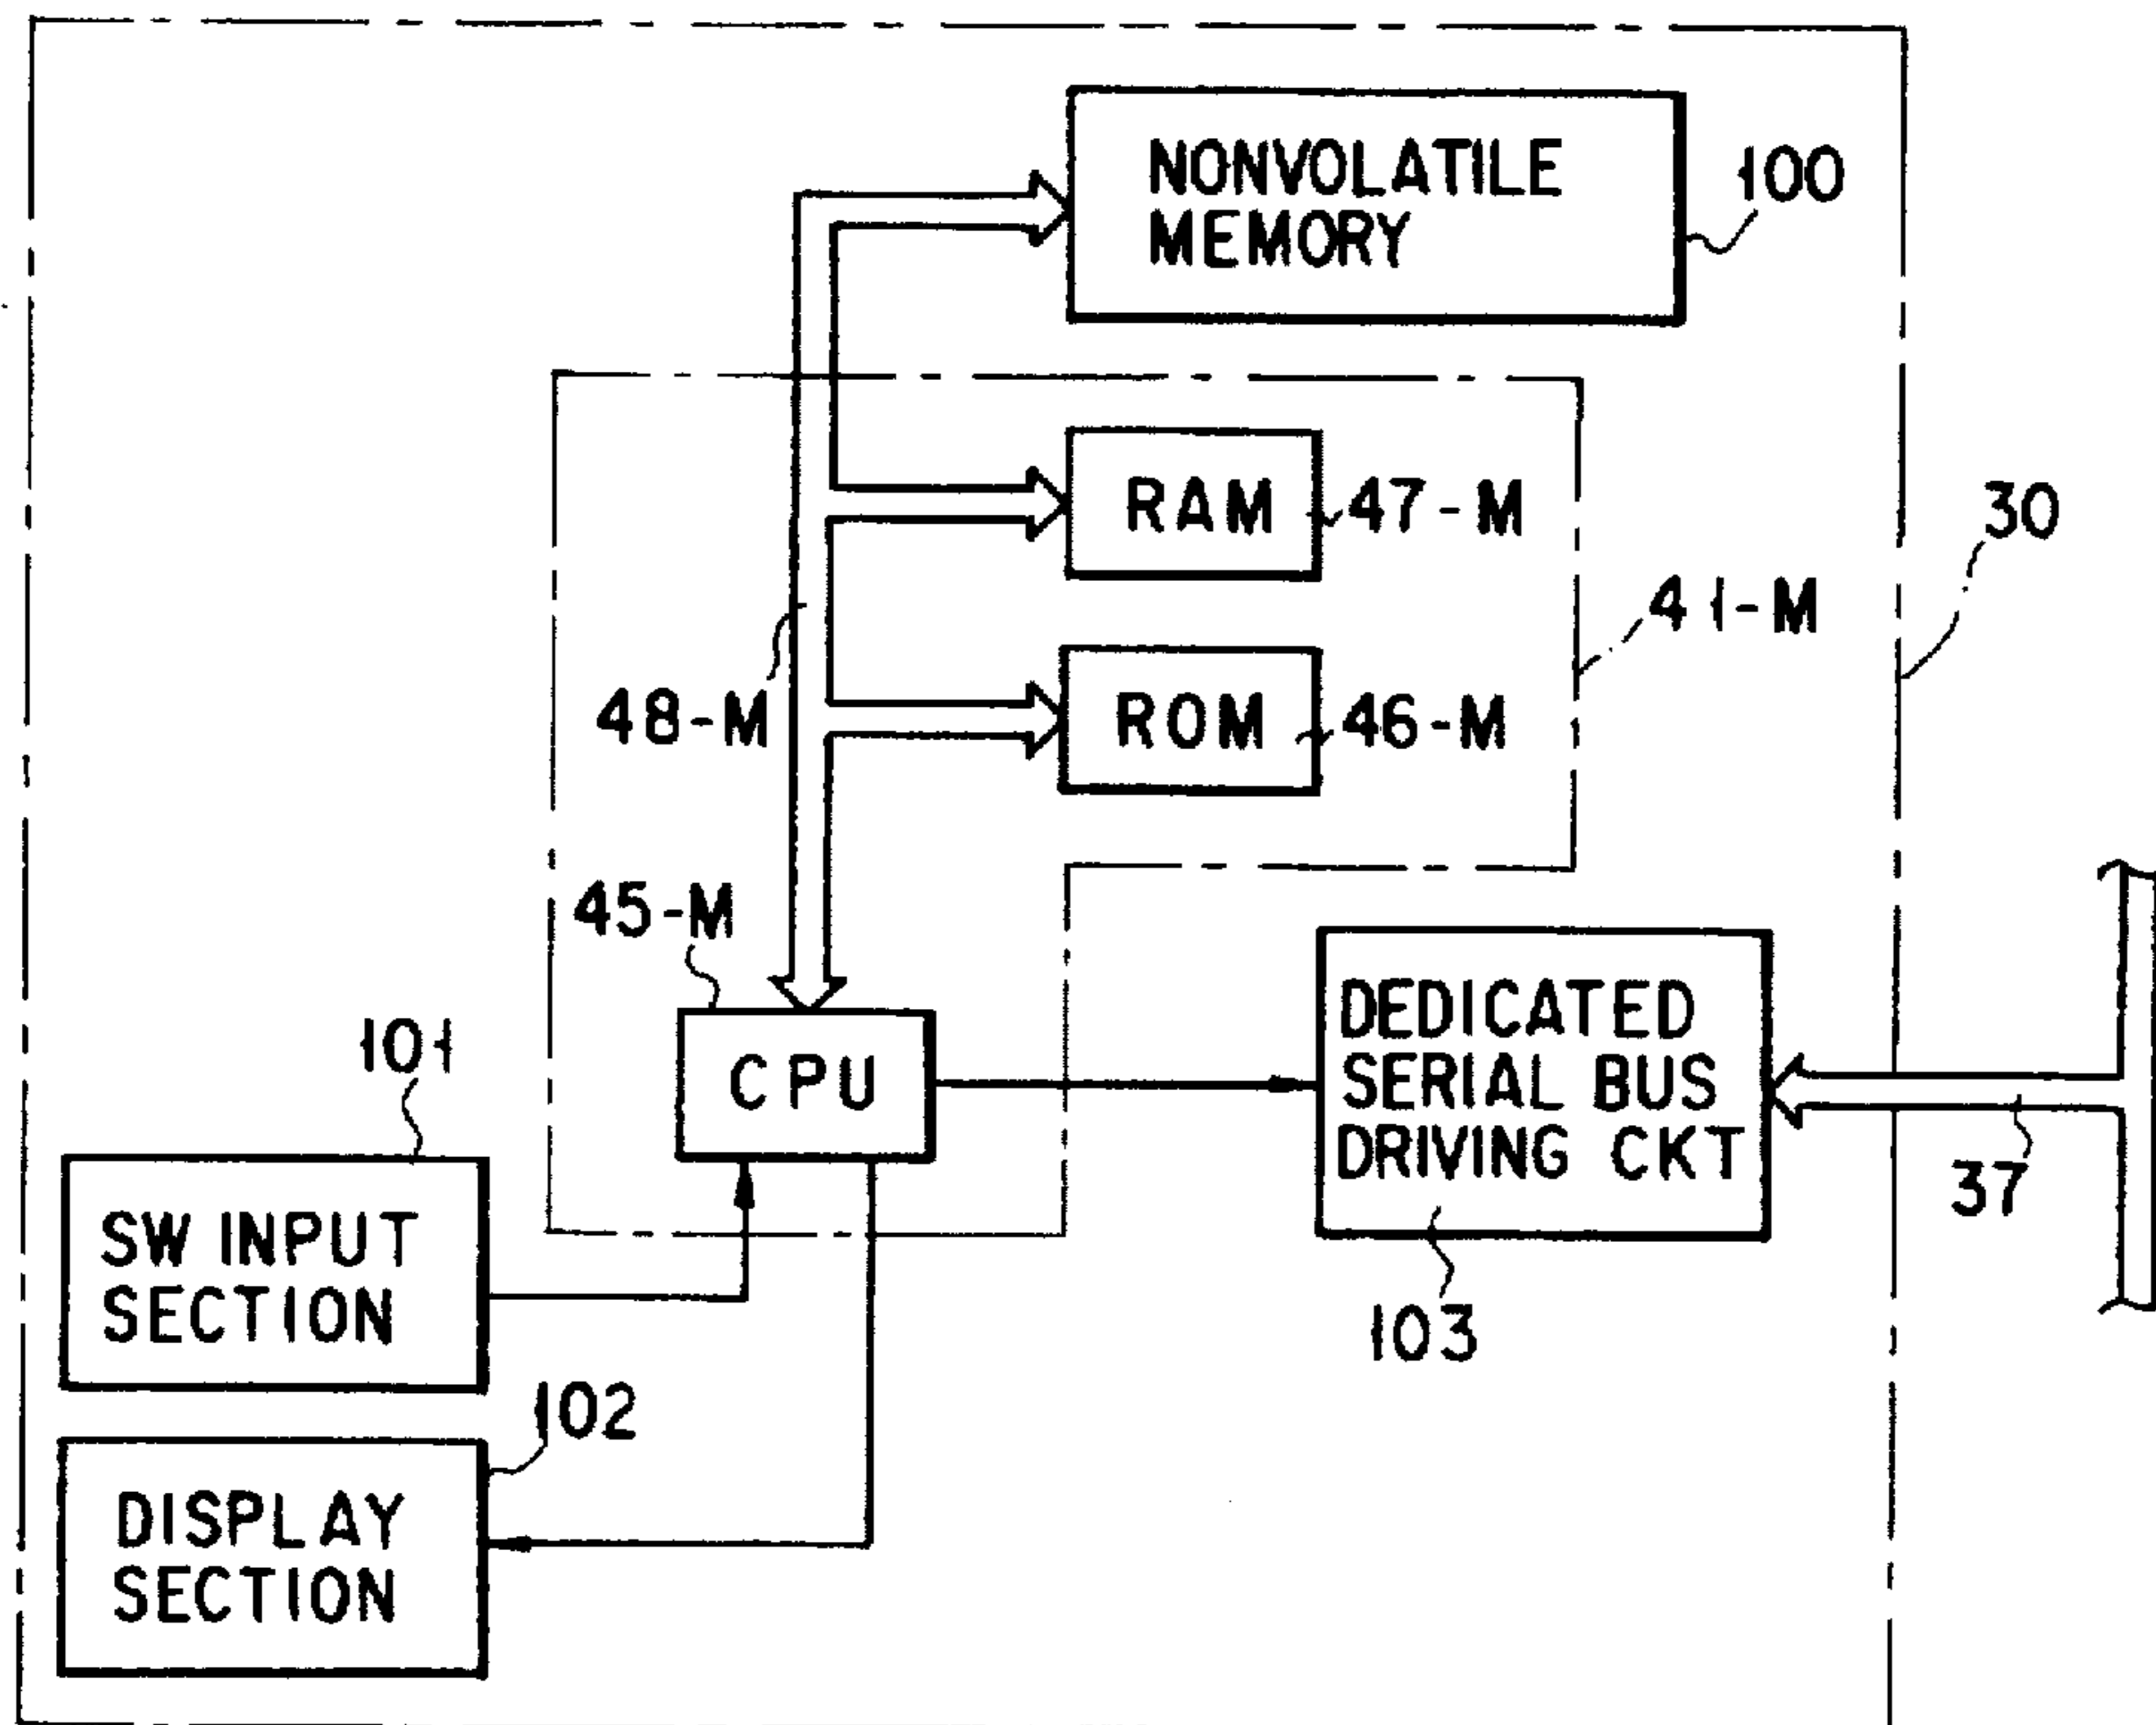 NONVOLATILE
MEMORY
100
RAM
47-M
30
41-M
48-M
ROM
46-M
45-M
101
CPU
DEDICATED
SERIAL BUS
DRIVING CKT
37
SW INPUT
SECTION
103
102
DISPLAY
SECTION